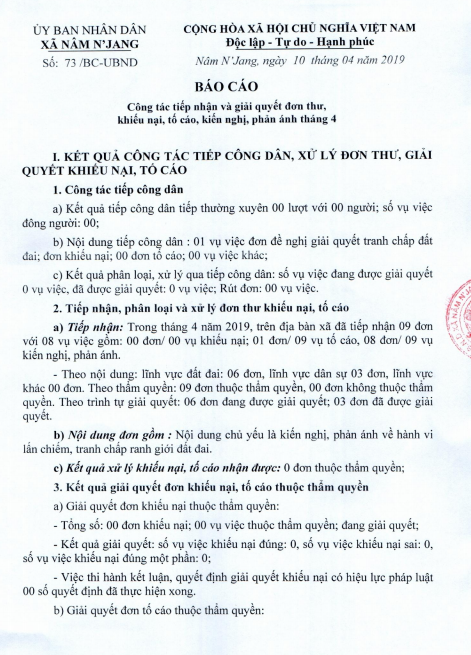 ỦY BAN NHÂN DÂN
XÃ NÂM N'JANG
Số: 73 /BC-UBND
CỘNG HÒA XÃ HỘI CHỦ NGHĨA VIỆT NAM
Độc lập - Tự do - Hạnh phúc
Nâm N'Jang, ngày 10 tháng 04 năm 2019
BÁO CÁO
Công tác tiếp nhận và giải quyết đơn thư,
khiếu nại, tố cáo, kiến nghị, phản ánh tháng 4
I. KẾT QUẢ CÔNG TÁC TIẾP CÔNG DÂN, XỬ LÝ ĐƠN THƯ, GIẢI
QUYẾT KHIẾU NẠI, TỐ CÁO
1. Công tác tiếp công dân
a) Kết quả tiếp công dân tiếp thường xuyên 00 lượt với 00 người; số vụ việc
đông người: 00;
b) Nội dung tiếp công dân : 01 vụ việc đơn đề nghị giải quyết tranh chấp đất
đai; đơn khiếu nại; 00 đơn tố cáo; 00 vụ việc khác;
c) Kết quả phân loại, xử lý qua tiếp công dân: số vụ việc đang được giải quyết
0 vụ việc, đã được giải quyết: 0 vụ việc; Rút đơn: 00 vụ việc.
2. Tiếp nhận, phân loại và xử lý đơn thư khiếu nại, tố cáo
a) Tiếp nhận: Trong tháng 4 năm 2019, trên địa bàn xã đã tiếp nhận 09 đơn
với 08 vụ việc gồm: 00 đơn/ 00 vụ khiếu nại; 01 đơn/ 09 vụ tố cáo, 08 đơn/ 09 vụ
kiến nghị, phản ánh.
- Theo nội dung: lĩnh vực đất đai: 06 đơn, lĩnh vực dân sự 03 đơn, lĩnh vực
khác 00 đơn. Theo thẩm quyền: 09 đơn thuộc thẩm quyền, 00 đơn không thuộc thẩm
quyền. Theo trình tự giải quyết: 06 đơn đang được giải quyết; 03 đơn đã được giải
quyết.
b) Nội dung đơn gồm : Nội dung chủ yếu là kiến nghị, phản ánh về hành vi
lấn chiếm, tranh chấp ranh giới đất đai.
c) Kết quả xử lý khiếu nại, tố cáo nhận được: 0 đơn thuộc thẩm quyền;
3. Kết quả giải quyết đơn khiếu nại, tố cáo thuộc thẩm quyền
a) Giải quyết đơn khiếu nại thuộc thẩm quyền:
- Tổng số: 00 đơn khiếu nại; 00 vụ việc thuộc thẩm quyền; đang giải quyết;
- Kết quả giải quyết: số vụ việc khiếu nại đúng: 0, số vụ việc khiếu nại sai: 0,
số vụ việc khiếu nại đúng một phần: 0;
- Việc thi hành kết luận, quyết định giải quyết khiếu nại có hiệu lực pháp luật
00 số quyết định đã thực hiện xong.
b) Giải quyết đơn tố cáo thuộc thẩm quyền: